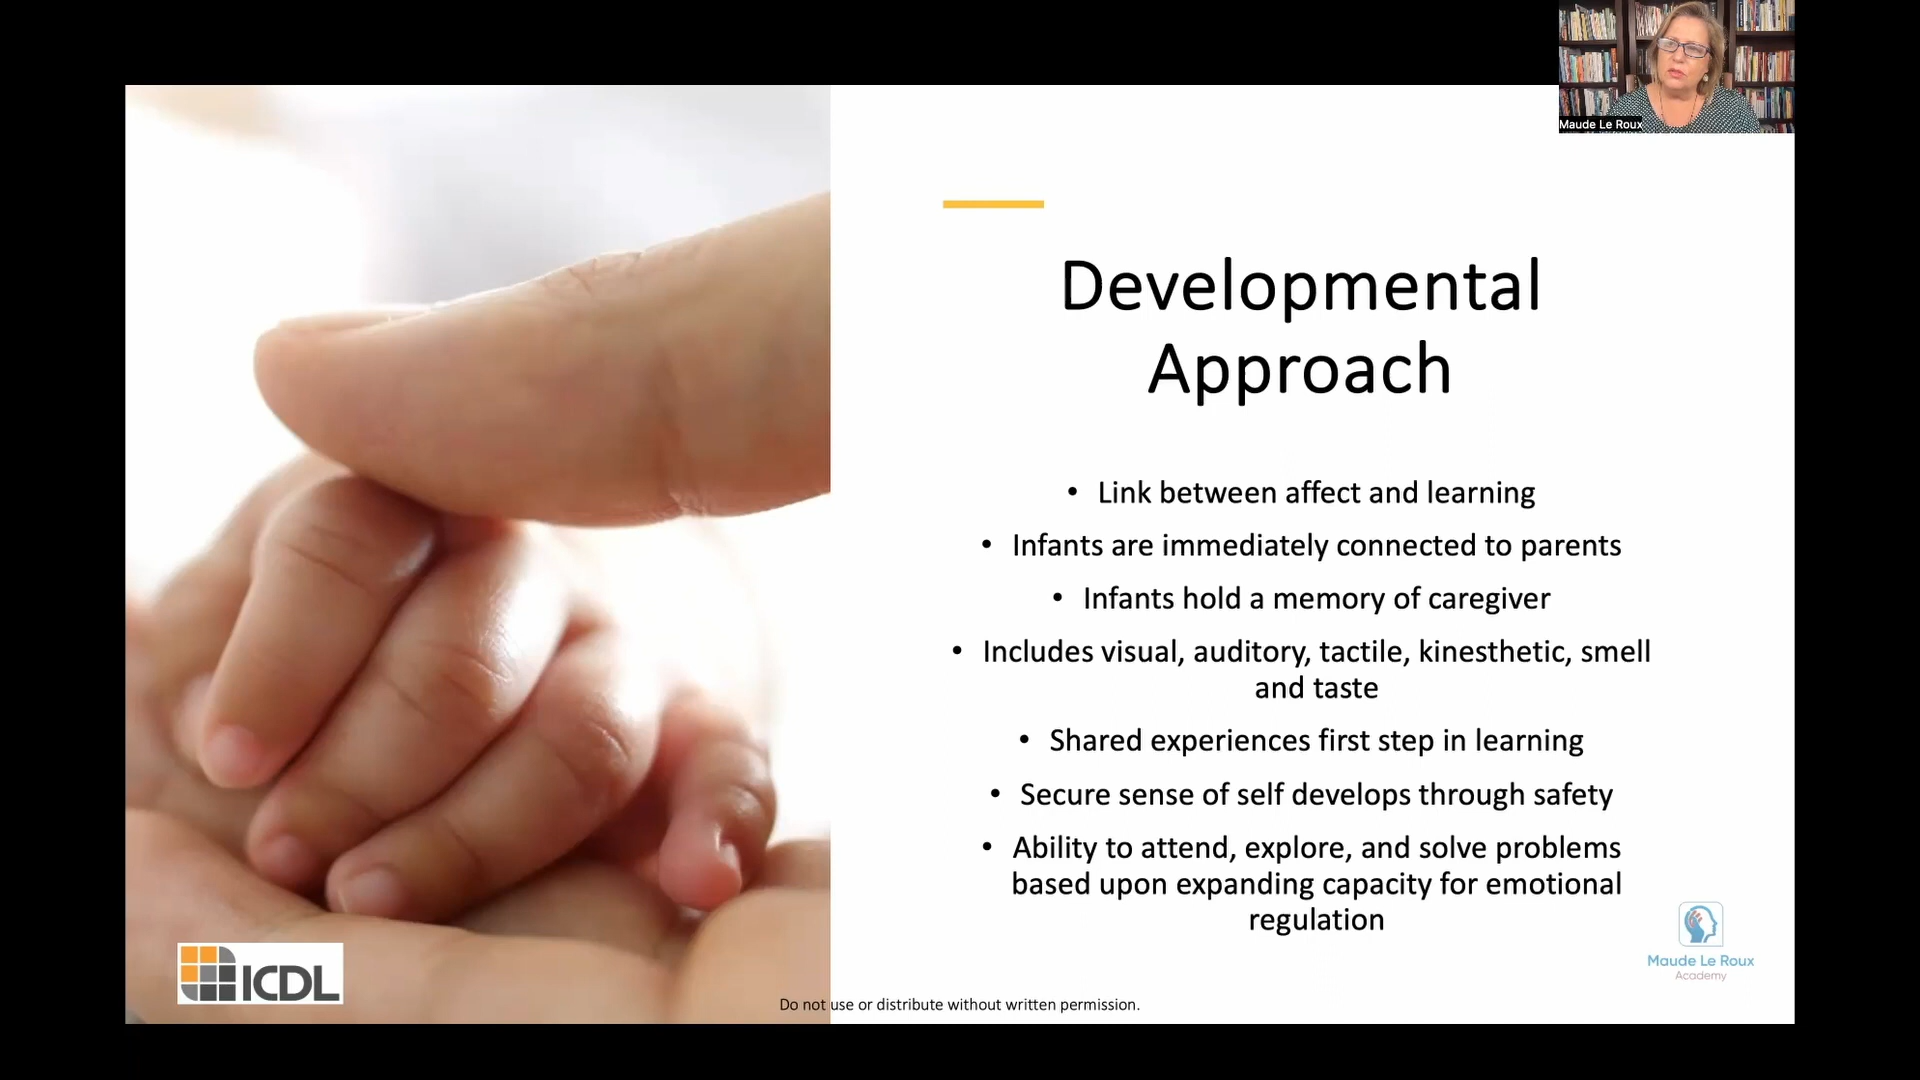 Maude Le Roux
Developmental
Approach
• Link between affect and learning
• Infants are immediately connected to parents
• Infants hold a memory of caregiver
• Includes visual, auditory, tactile, kinesthetic, smell
and taste
• Shared experiences first step in learning
• Secure sense of self develops through safety
• Ability to attend, explore, and solve problems
based upon expanding capacity for emotional
regulation
ICDL
Maude Le Roux
Academy
Do not use or distribute without written permission.